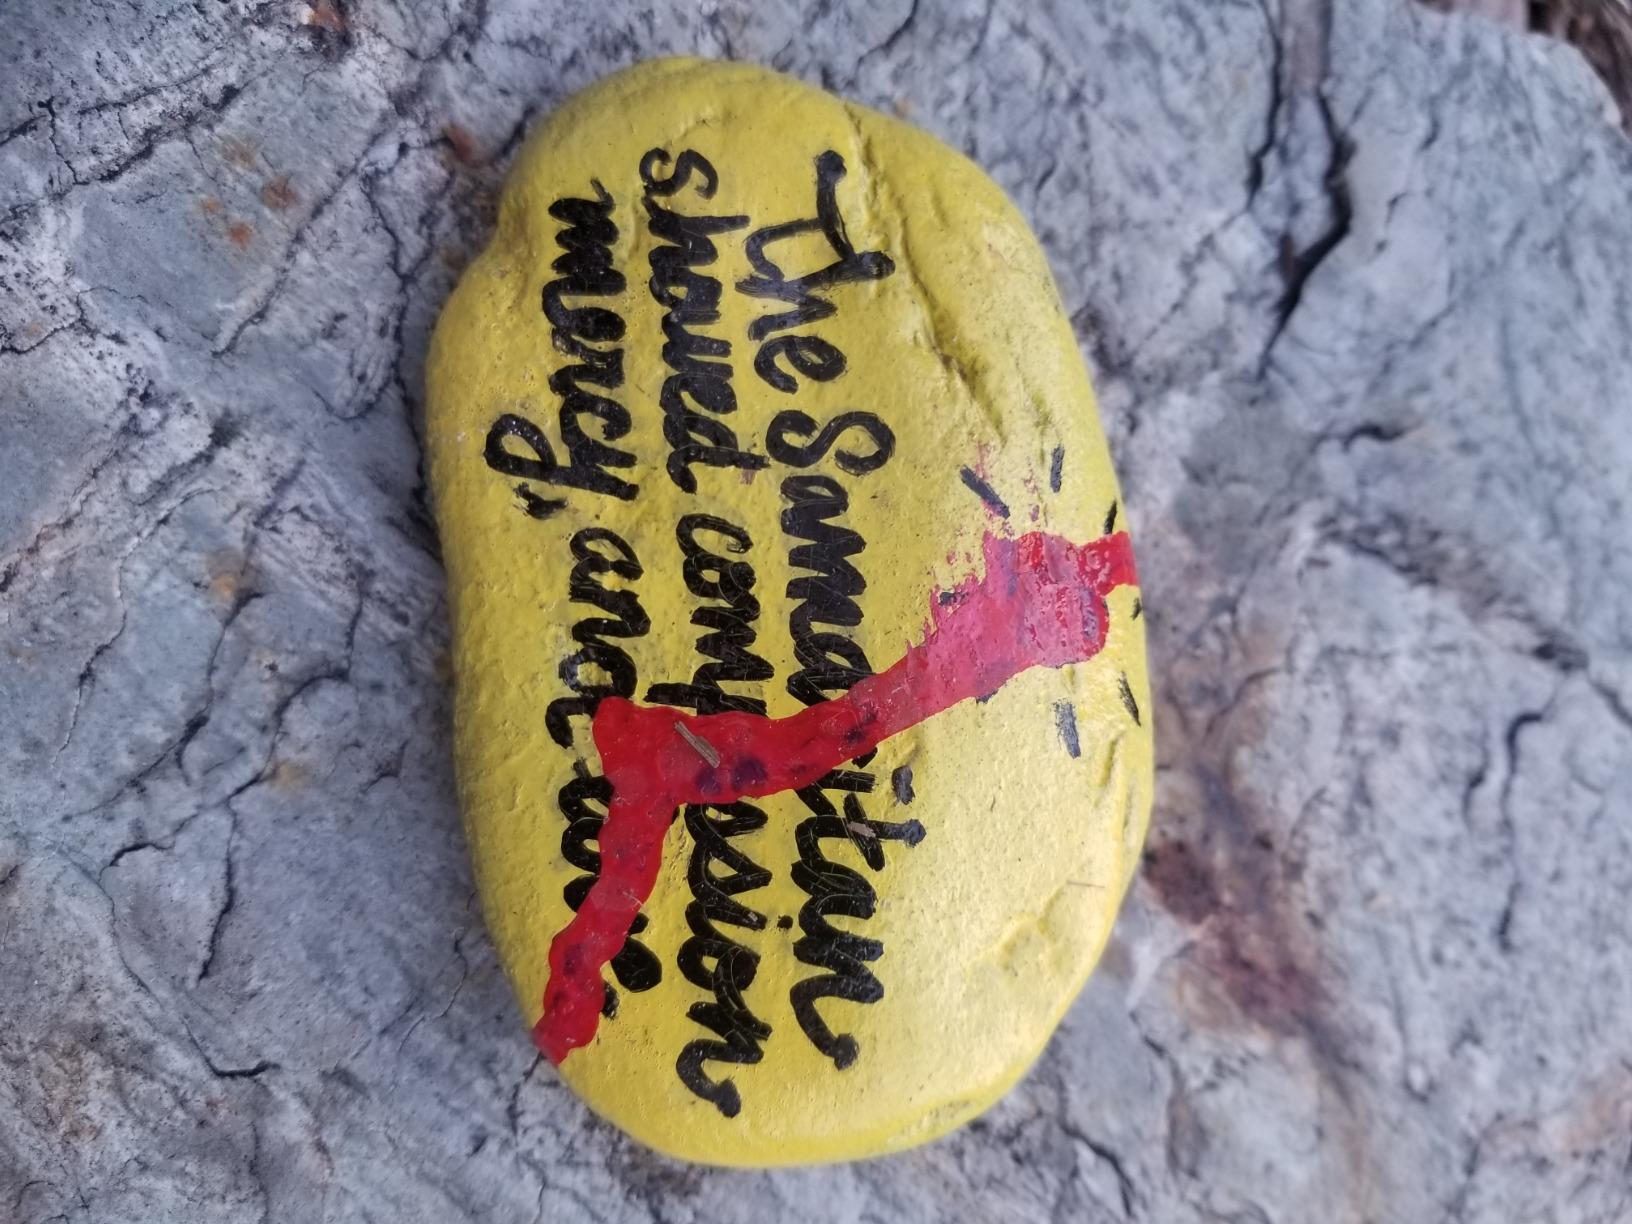 The Samaritan
showed compassion
mercy, and